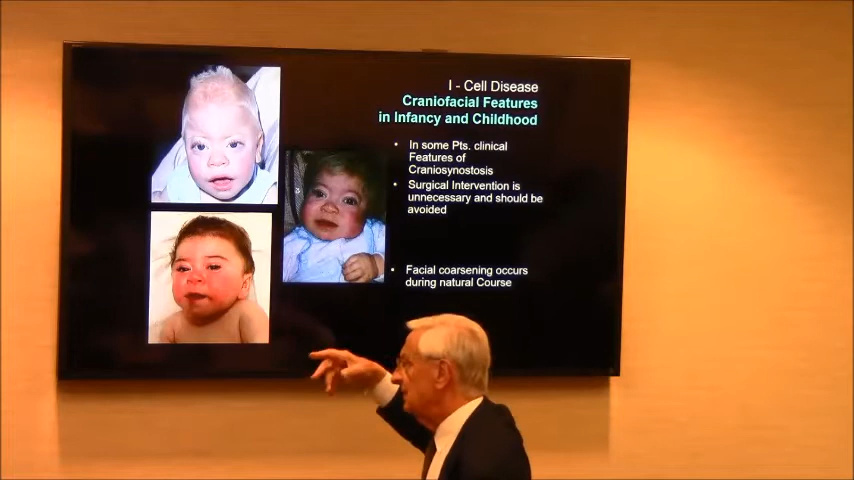 I - Cell Disease
Craniofacial Features
in Infancy and Childhood
• In some Pts. clinical
Features of
Craniosynostosis
• Surgical Intervention is
unnecessary and should be
avoided
• Facial coarsening occurs
during natural Course